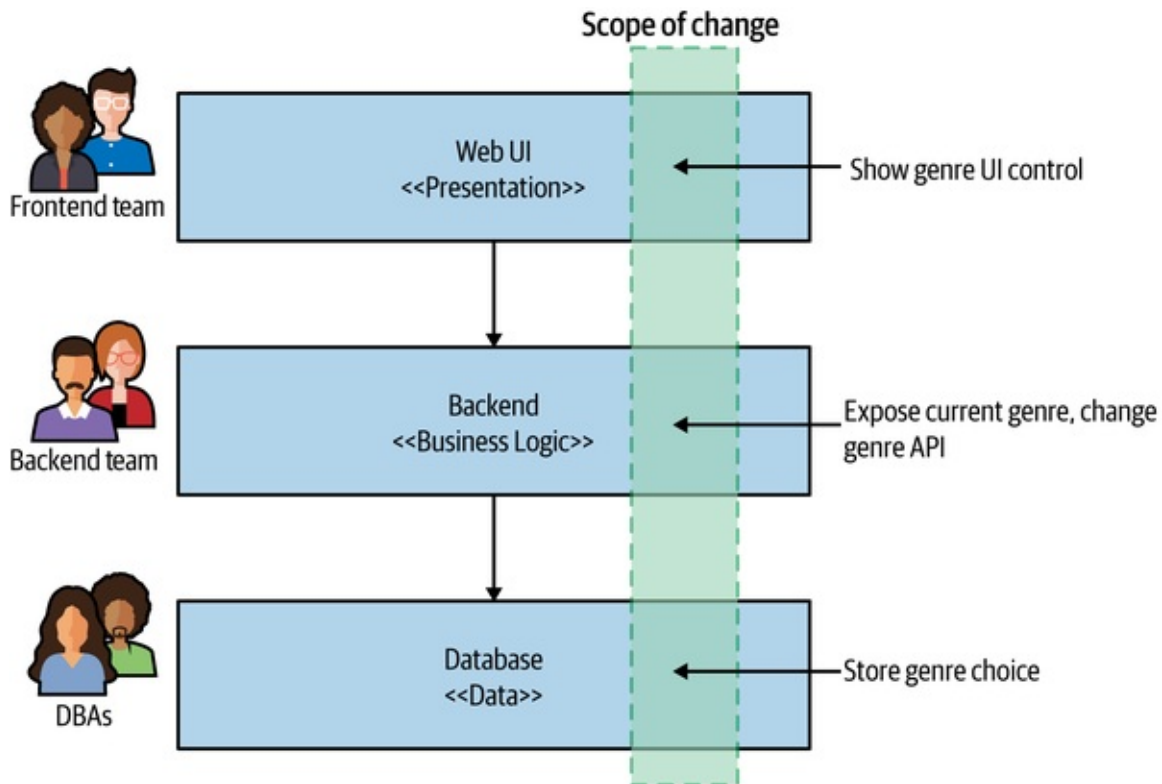 Scope of change
Frontend team
Web UI
<<Presentation>>
Show genre UI control
Backend team
Backend
<<Business Logic>>
Expose current genre, change
genre API
DBAs
Database
<<Data>>
Store genre choice